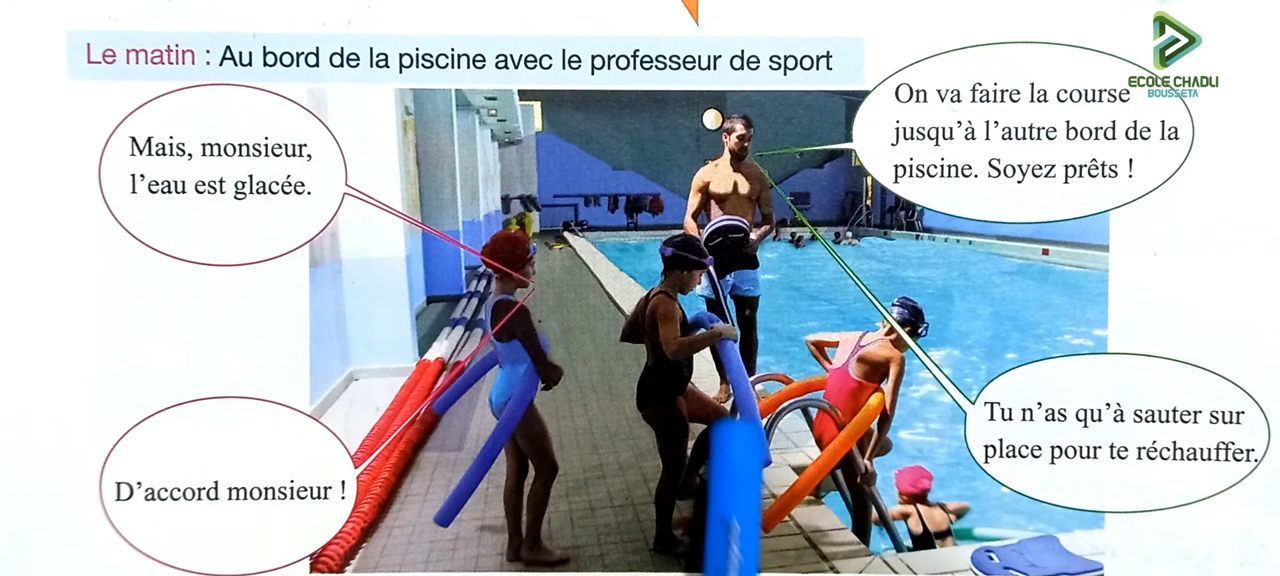 Le matin : Au bord de la piscine avec le professeur de sport
ECOLE CHADLI
BOUSSETA
On va faire la course
jusqu'à l'autre bord de la
piscine. Soyez prêts !
Mais, monsieur,
l'eau est glacée.
Tu n'as qu'à sauter sur
place pour te réchauffer.
D'accord monsieur !